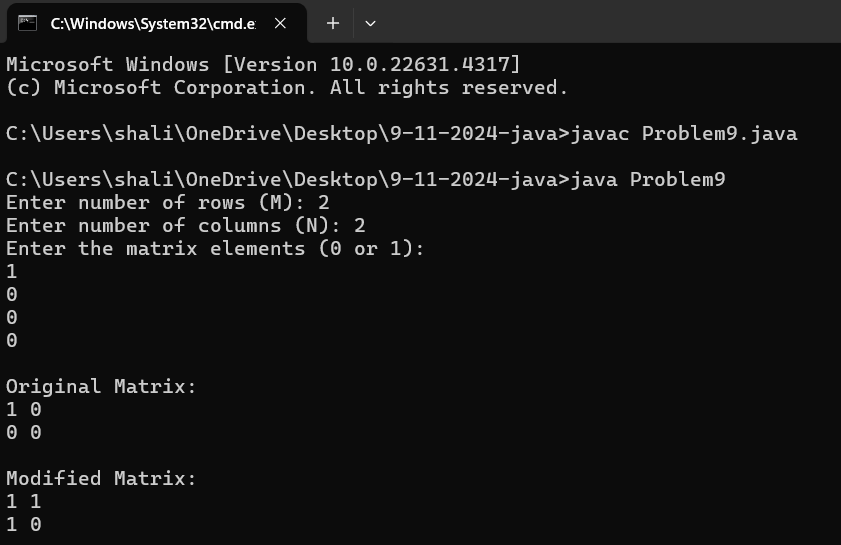 C:\Windows\System32\cmd.e
Microsoft Windows [Version 10.0.22631.4317]
(c) Microsoft Corporation. All rights reserved.
C:\Users\shali\OneDrive\Desktop\9-11-2024-java>javac Problem9.java
C:\Users\shali\OneDrive\Desktop\9-11-2024-java>java Problem9
Enter number of rows (M): 2
Enter number of columns (N): 2
Enter the matrix elements (0 or 1):
1
0
0
0
Original Matrix:
1 0
0 0
Modified Matrix:
1 1
1 0